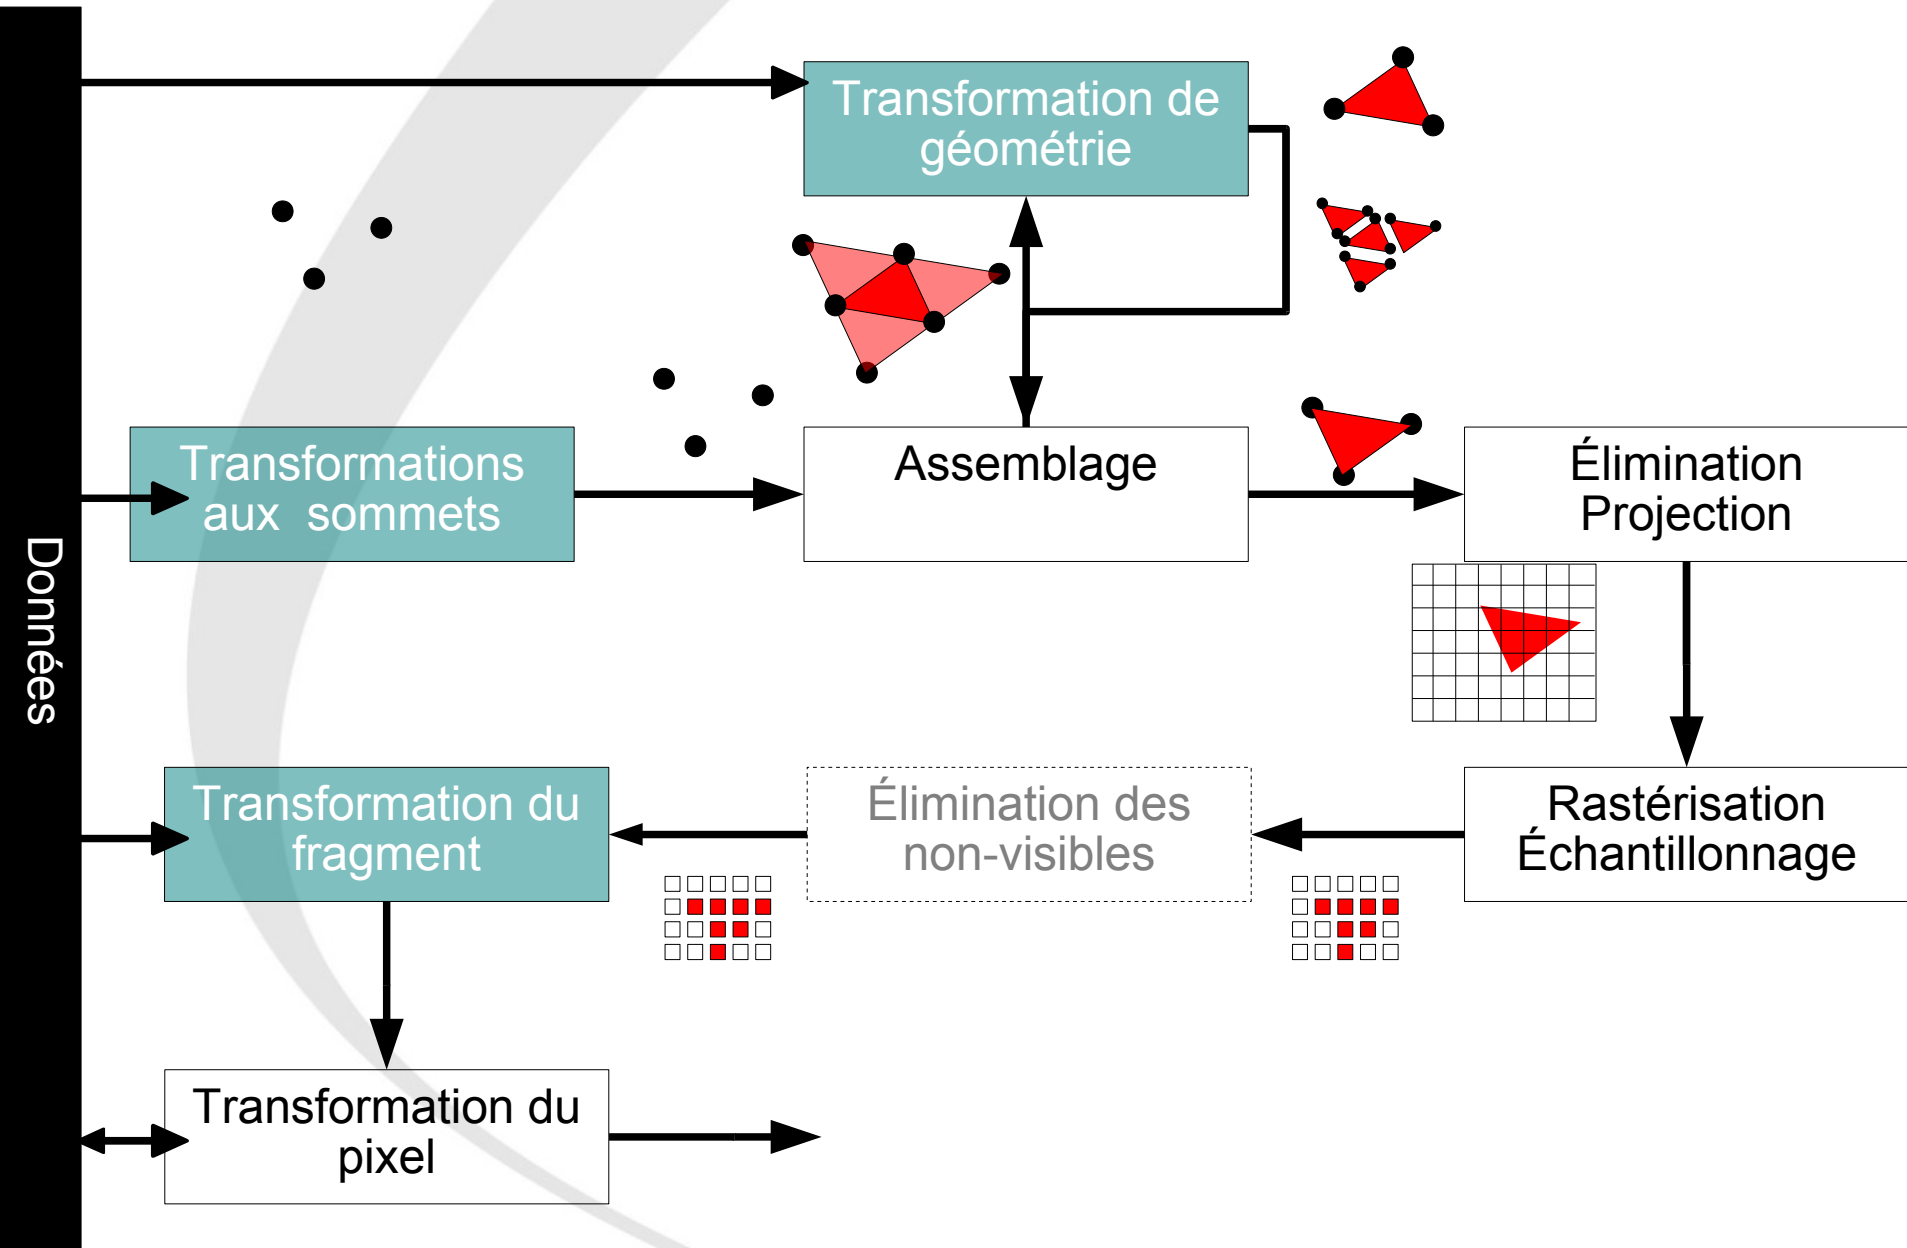 Transformation de
géométrie
Transformations
aux  sommets
Assemblage
Élimination
Projection
Données
Transformation du
fragment
Élimination des
non-visibles
Rastérisation
Échantillonnage
Transformation du
pixel